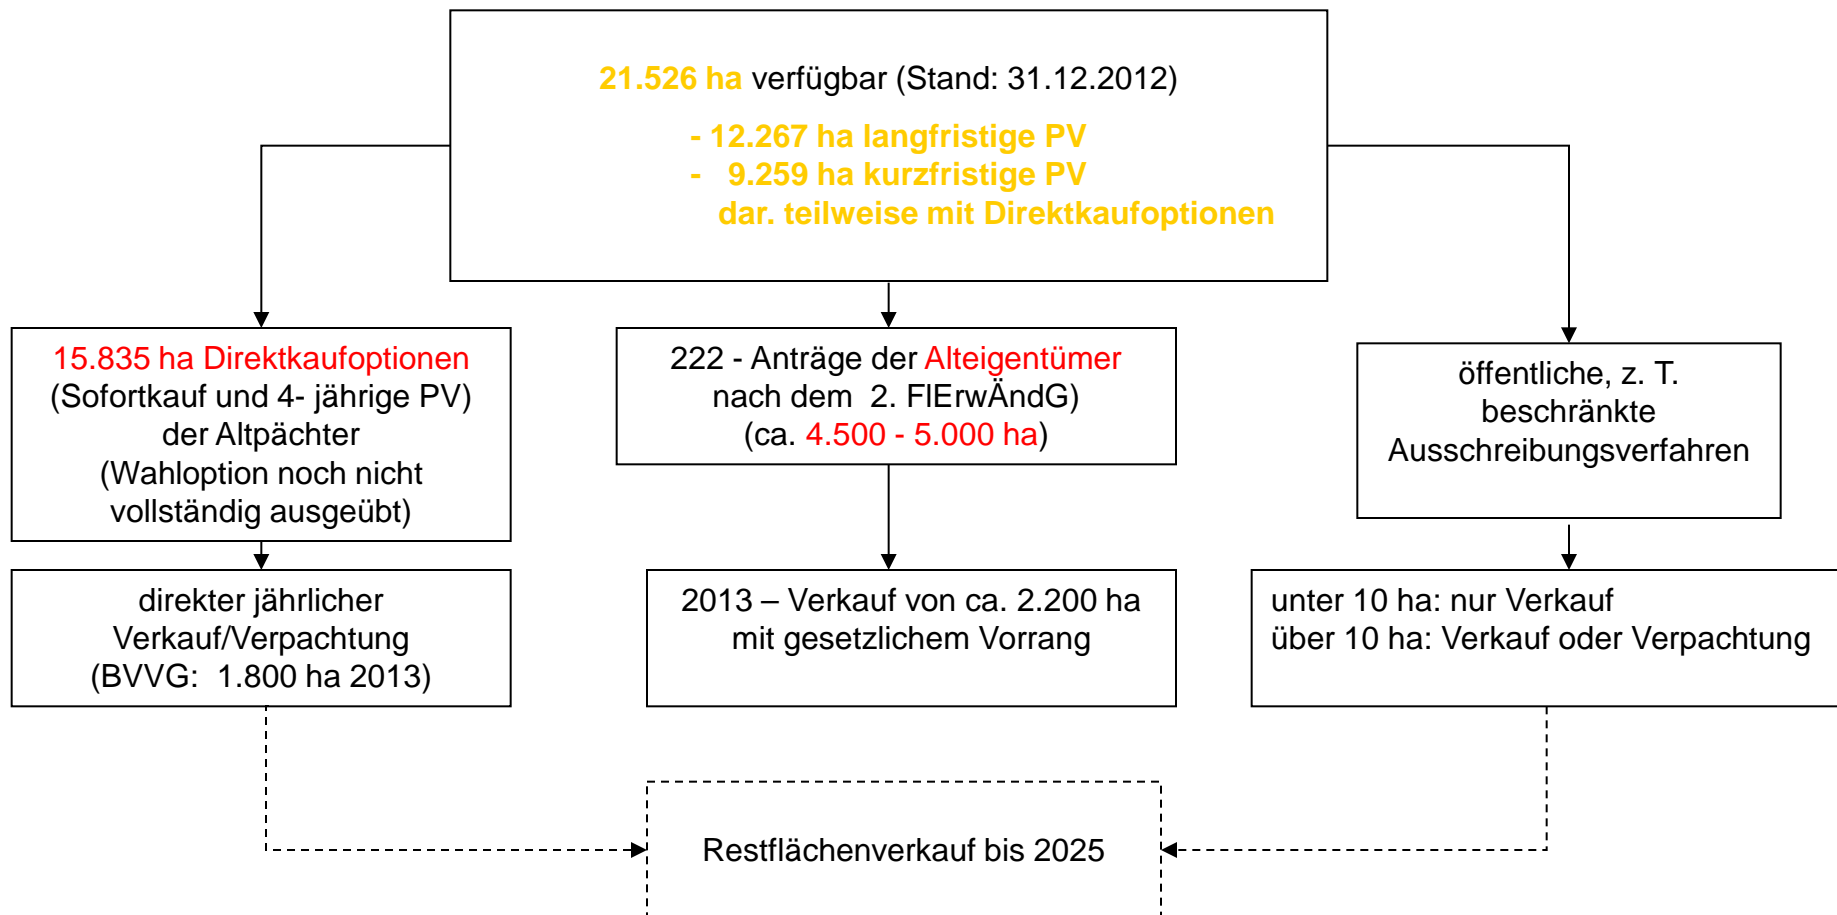 21.526 ha verfügbar (Stand: 31.12.2012)
- 12.267 ha langfristige PV
- 9.259 ha kurzfristige PV
dar. teilweise mit Direktkaufoptionen
15.835 ha Direktkaufoptionen
(Sofortkauf und 4- jährige PV)
der Altpächter
(Wahloption noch nicht
vollständig ausgeübt)
222 - Anträge der Alteigentümer
nach dem 2. FlErwÄndG)
(ca. 4.500 - 5.000 ha)
öffentliche, z. T.
beschränkte
Ausschreibungsverfahren
direkter jährlicher
Verkauf/Verpachtung
(BVVG: 1.800 ha 2013)
2013 – Verkauf von ca. 2.200 ha
mit gesetzlichem Vorrang
unter 10 ha: nur Verkauf
über 10 ha: Verkauf oder Verpachtung
Restflächenverkauf bis 2025